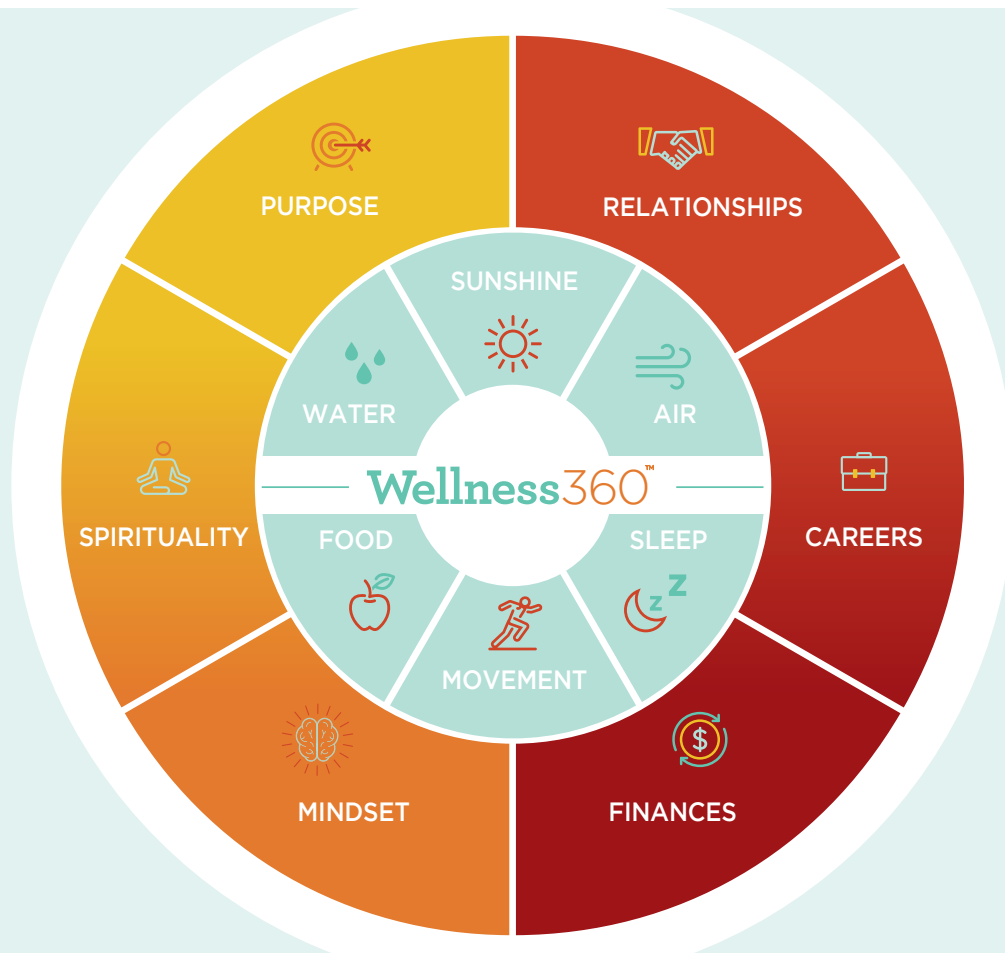 PURPOSE
RELATIONSHIPS
SUNSHINE
WATER
AIR
Wellness360™
SPIRITUALITY
FOOD
SLEEP
z
z
CAREERS
MOVEMENT
MINDSET
$
FINANCES